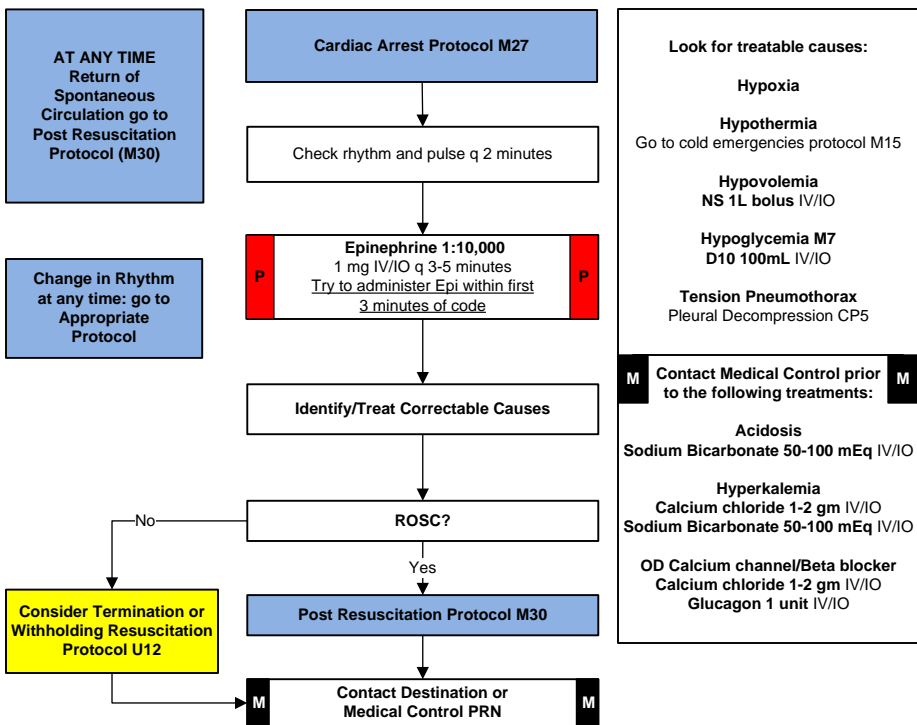 AT ANY TIME
Return of
Spontaneous
Circulation go to
Post Resuscitation
Protocol (M30)
Change in Rhythm
at any time: go to
Appropriate
Protocol
Cardiac Arrest Protocol M27
Check rhythm and pulse q 2 minutes
P
Epinephrine 1:10,000
P
1 mg IV/IO q 3-5 minutes
Try to administer Epi within first
3 minutes of code
Identify/Treat Correctable Causes
ROSC?
No
Yes
Consider Termination or
Withholding Resuscitation
Protocol U12
Post Resuscitation Protocol M30
M
Contact Destination or
M
Medical Control PRN
Look for treatable causes:
Hypoxia
Hypothermia
Go to cold emergencies protocol M15
Hypovolemia
NS 1L bolus IV/IO
Hypoglycemia M7
D10 100mL IV/IO
Tension Pneumothorax
Pleural Decompression CP5
M
Contact Medical Control prior
M
to the following treatments:
Acidosis
Sodium Bicarbonate 50-100 mEq IV/IO
Hyperkalemia
Calcium chloride 1-2 gm IV/IO
Sodium Bicarbonate 50-100 mEq IV/IO
OD Calcium channel/Beta blocker
Calcium chloride 1-2 gm IV/IO
Glucagon 1 unit IV/IO